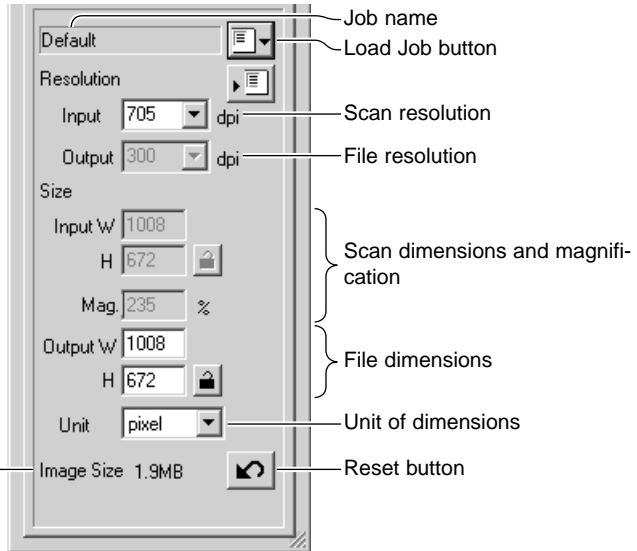 Job name
Default
Load Job button
Resolution
Input 705 dpi
Scan resolution
Output 300 dpi
File resolution
Size
Input W 1008
H 672
Scan dimensions and magnifi-
cation
Mag. 235 %
Output W 1008
File dimensions
H 672
Unit pixel
Unit of dimensions
Image Size 1.9MB
Reset button